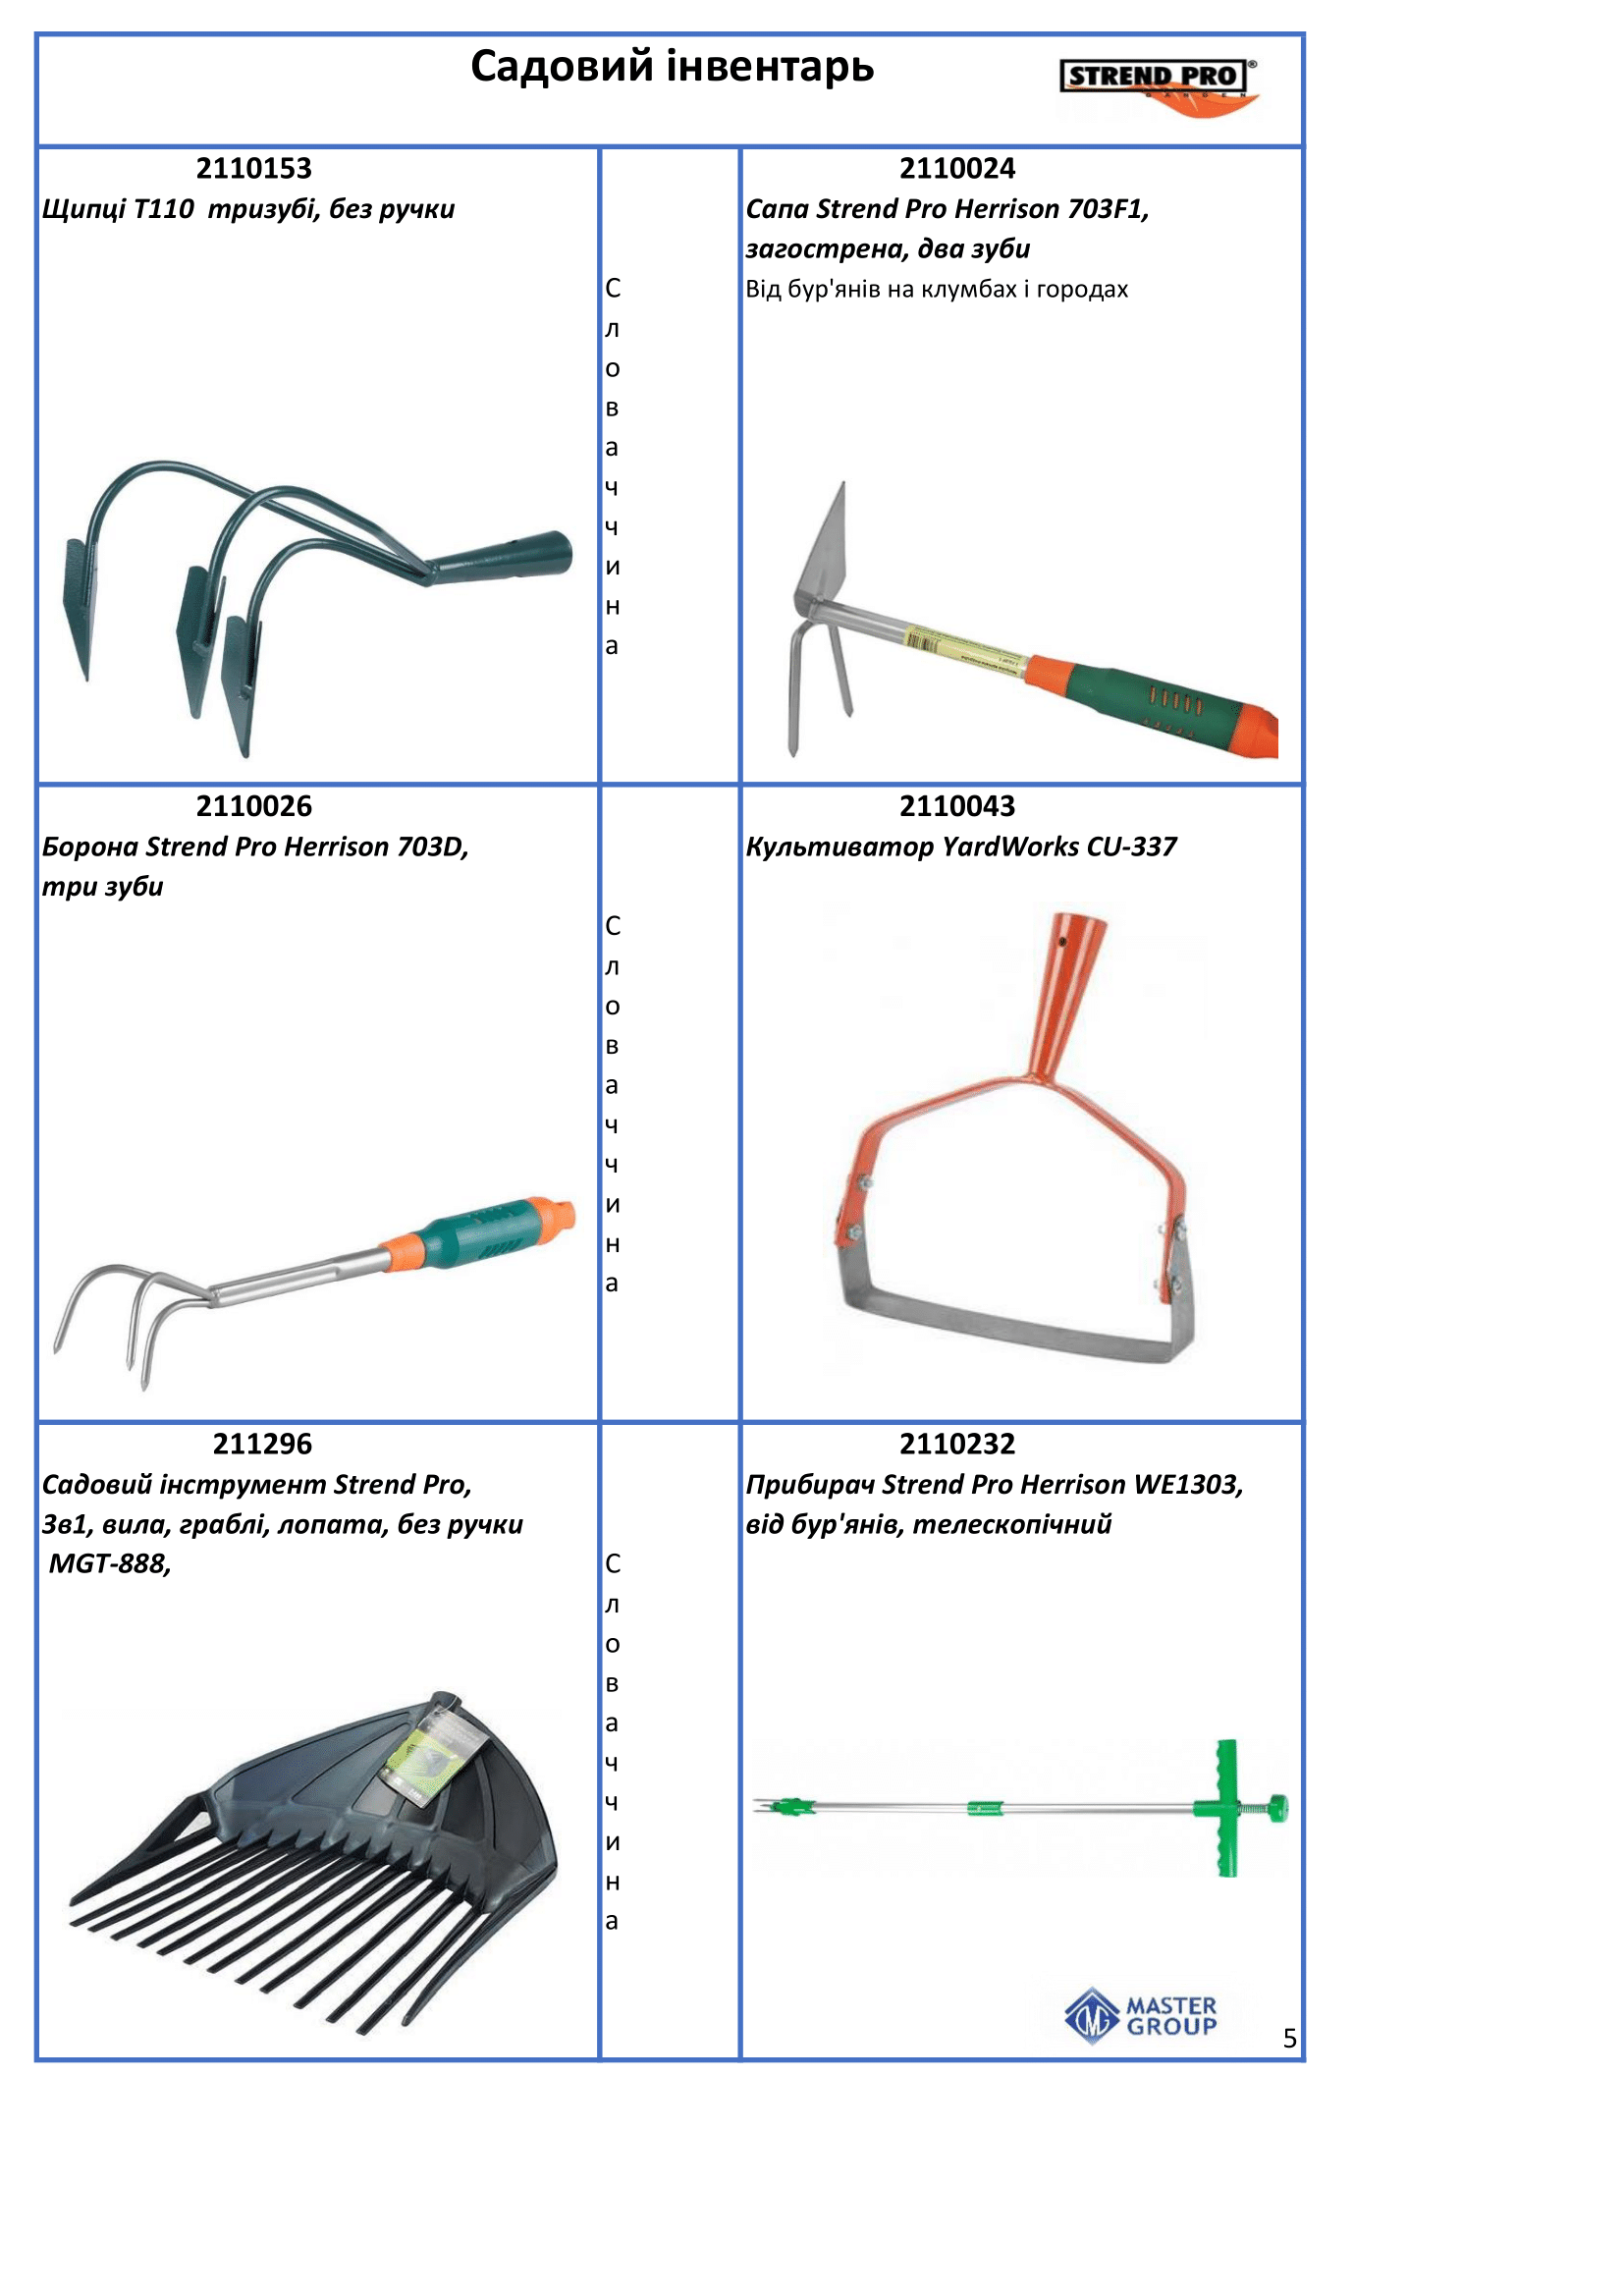 Садовий інвентарь
STREND PRO®
GARDEN
2110153
Щипці T110  тризубі, без ручки
С
л
о
в
а
ч
ч
и
н
а
2110024
Сапа Strend Pro Herrison 703F1,
загострена, два зуби
Від бур'янів на клумбах і городах
2110026
Борона Strend Pro Herrison 703D,
три зуби
С
л
о
в
а
ч
ч
и
н
а
2110043
Культиватор YardWorks CU-337
211296
Садовий інструмент Strend Pro,
3в1, вила, граблі, лопата, без ручки
MGT-888,
С
л
о
в
а
ч
ч
и
н
а
2110232
Прибирач Strend Pro Herrison WE1303,
від бур'янів, телескопічний
MASTER
GROUP
5